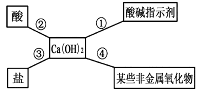 酸
② ① 酸碱指示剂
Ca(OH)₂
③ ④
盐 某些非金属氧化物